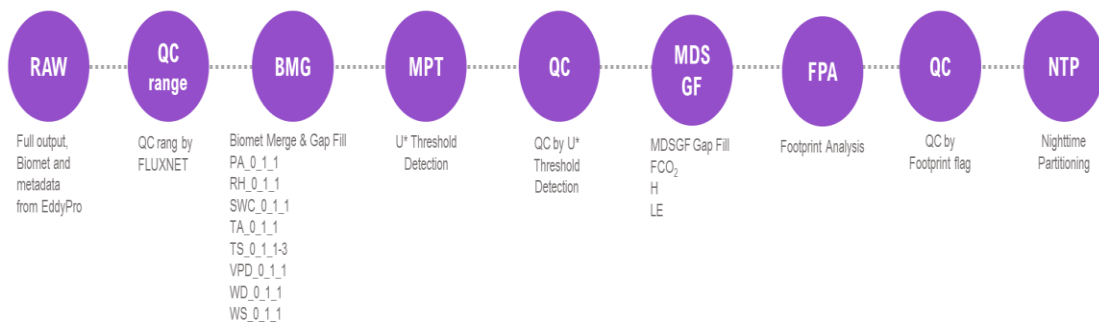 RAW
QC
range
BMG
MPT
QC
MDS
GF
FPA
QC
NTP
Full output,
Biomet and
metadata
from EddyPro
QC rang by
FLUXNET
Biomet Merge & Gap Fill
PA_0_1_1
RH_0_1_1
SWC_0_1_1
TA_0_1_1
TS_0_1_1-3
VPD_0_1_1
WD_0_1_1
WS_0_1_1
U* Threshold
Detection
QC by U*
Threshold
Detection
MDSGF Gap Fill
FCO₂
H
LE
Footprint Analysis
QC by
Footprint flag
Nighttime
Partitioning